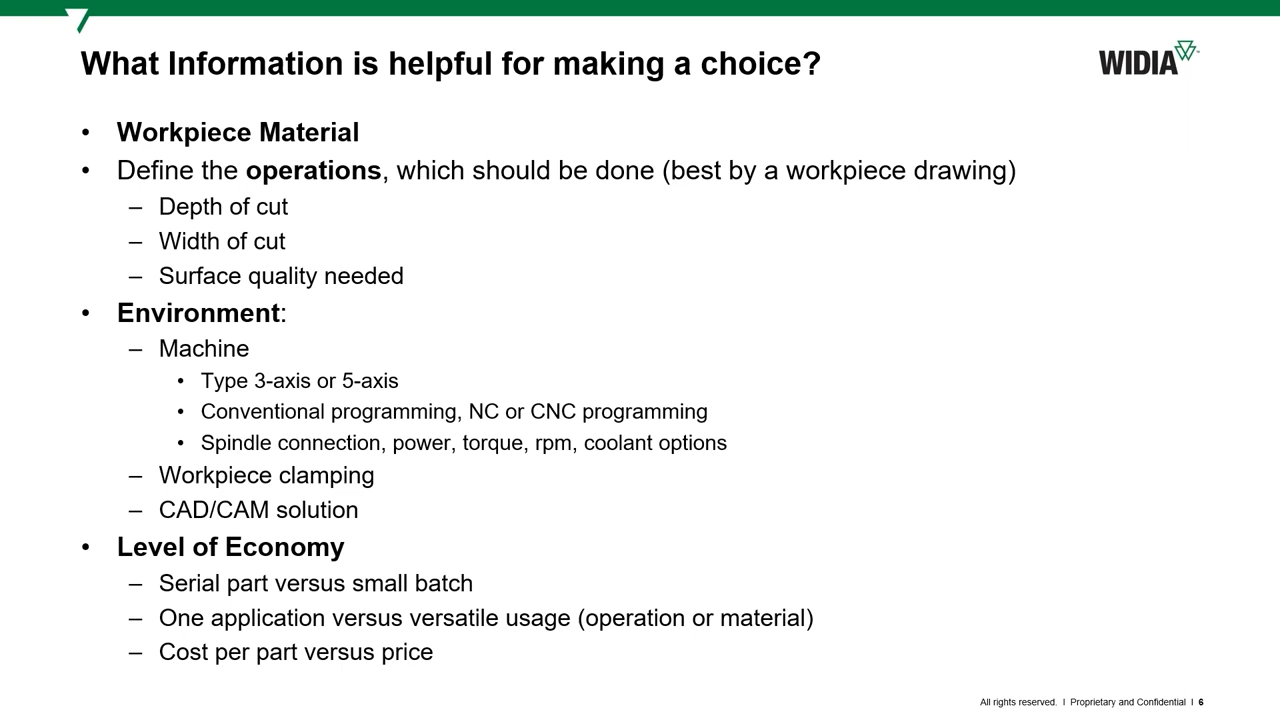 What Information is helpful for making a choice?
WIDIA
• Workpiece Material
• Define the operations, which should be done (best by a workpiece drawing)
– Depth of cut
– Width of cut
– Surface quality needed
• Environment:
– Machine
• Type 3-axis or 5-axis
• Conventional programming, NC or CNC programming
• Spindle connection, power, torque, rpm, coolant options
– Workpiece clamping
– CAD/CAM solution
• Level of Economy
– Serial part versus small batch
– One application versus versatile usage (operation or material)
– Cost per part versus price
All rights reserved. I Proprietary and Confidential I 6